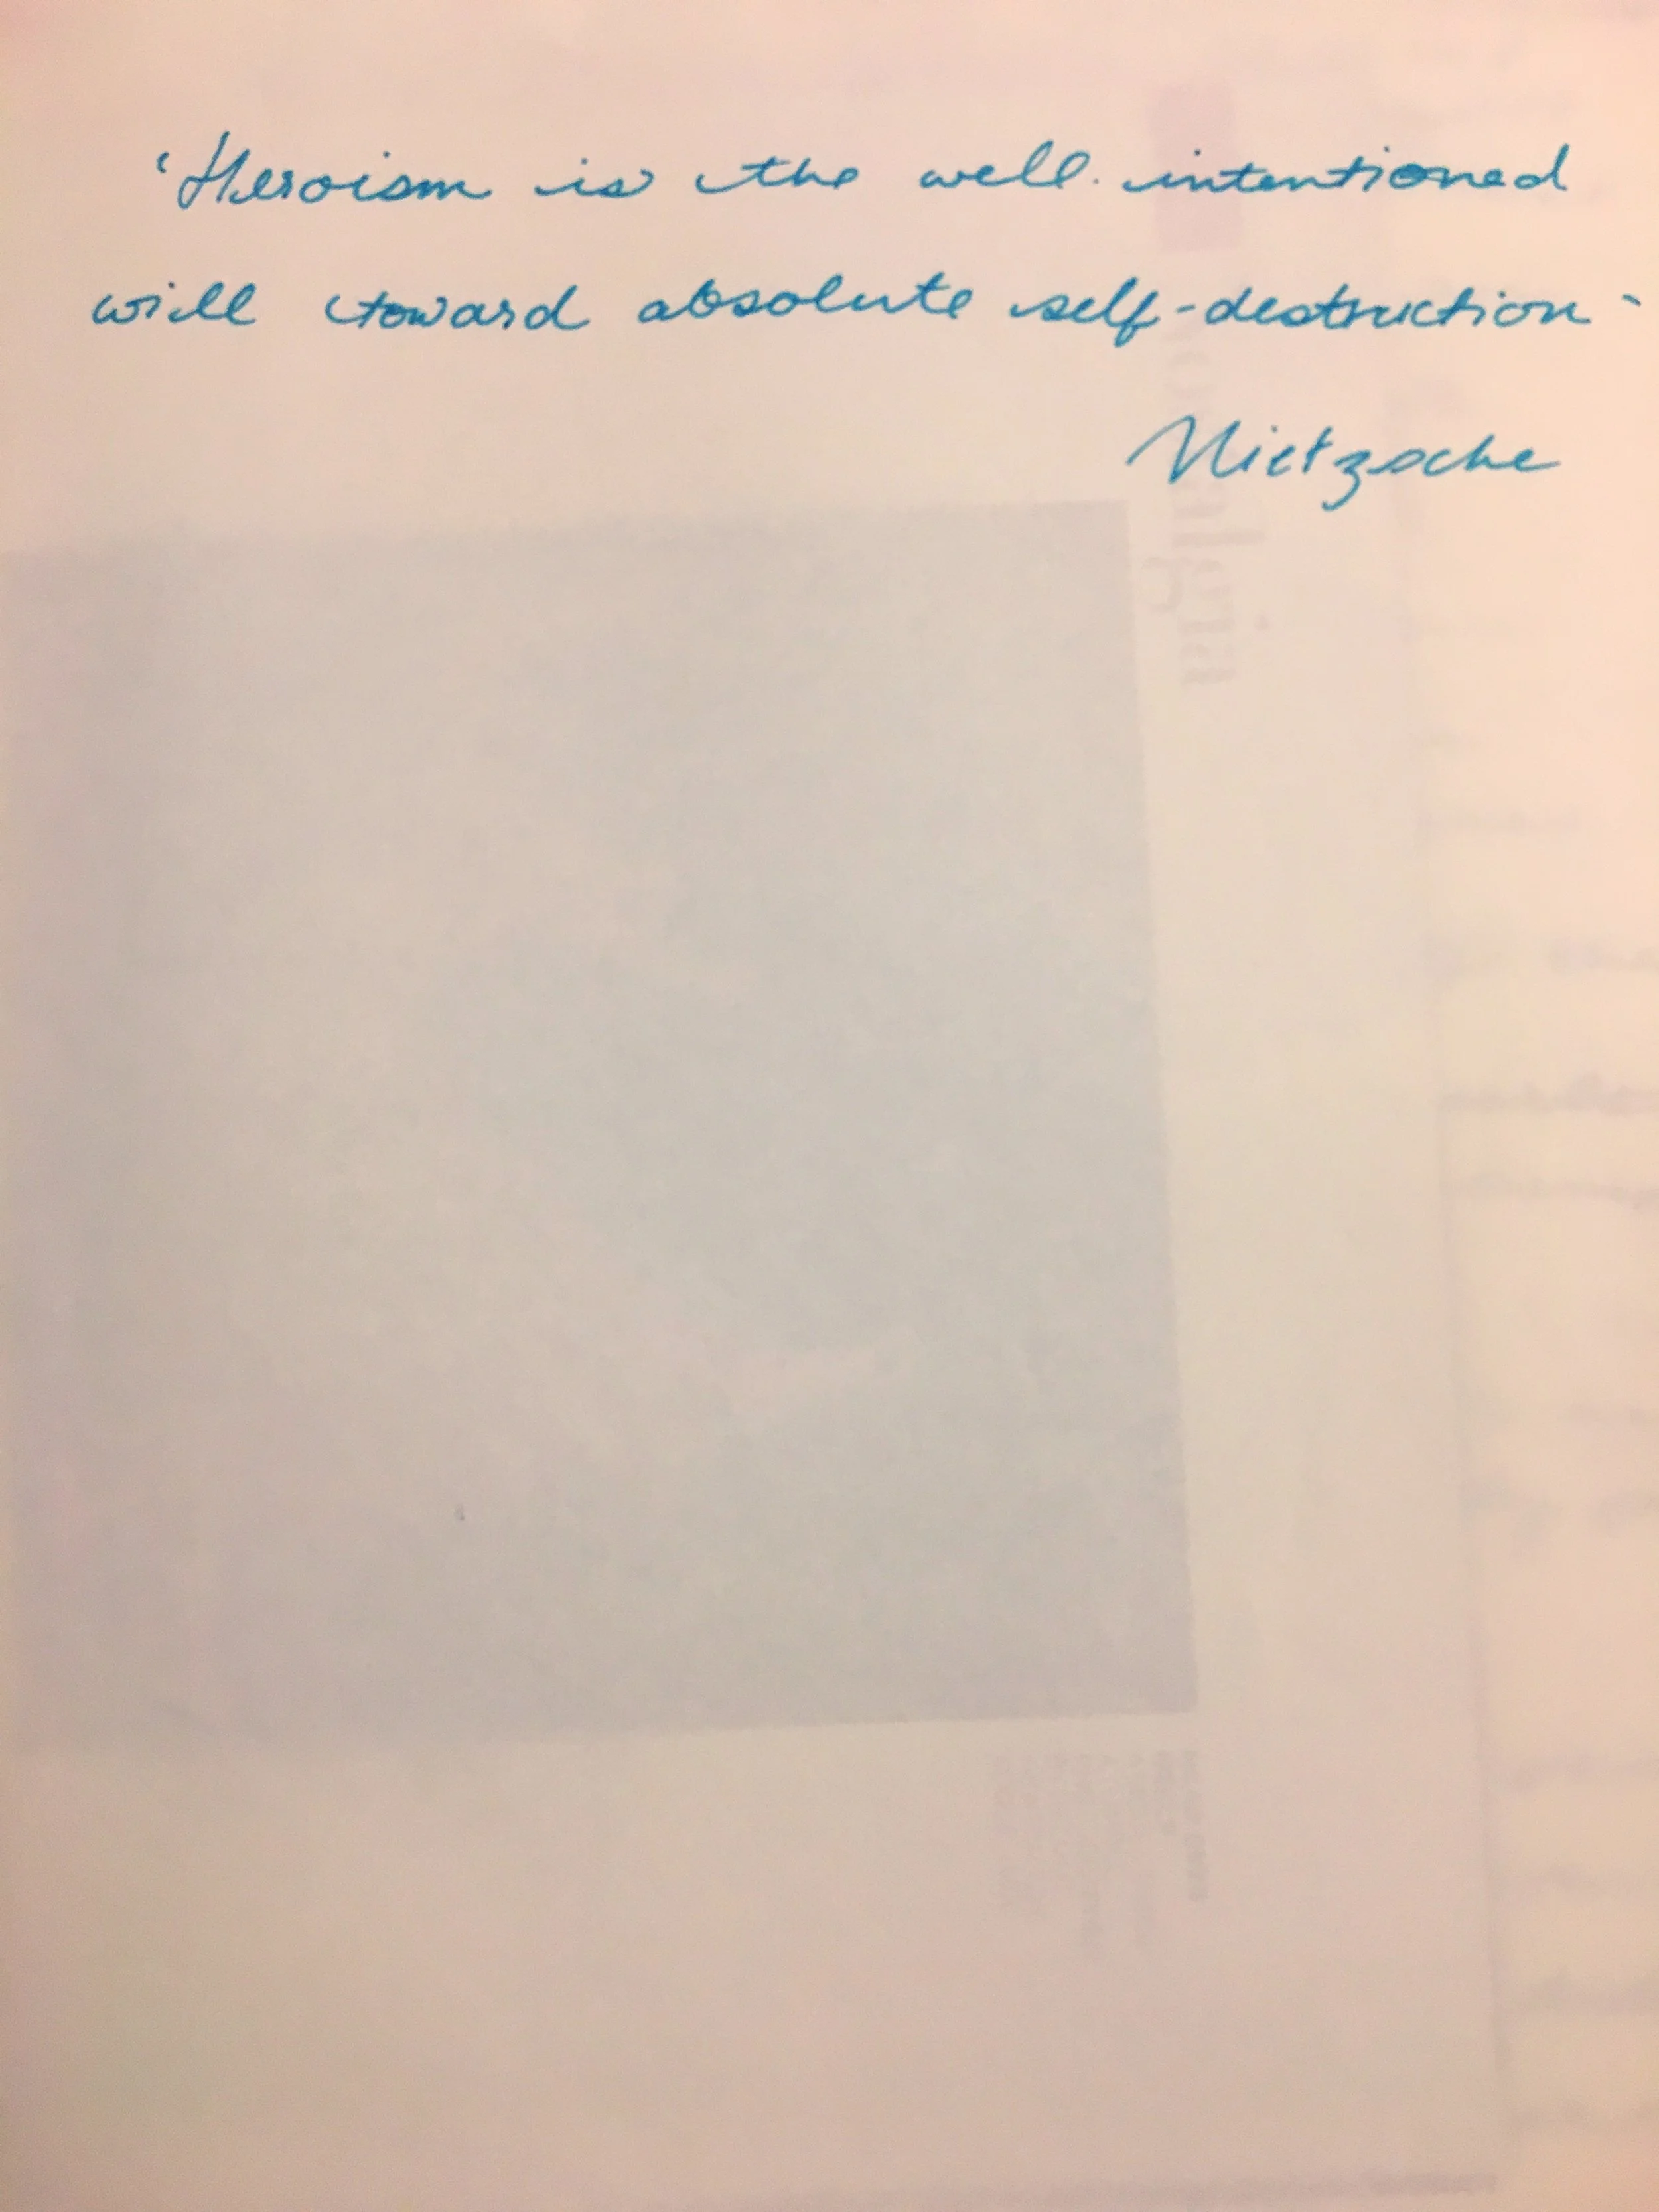 'Heroism is the well intentioned
will toward absolute self-destruction'
Nietzsche